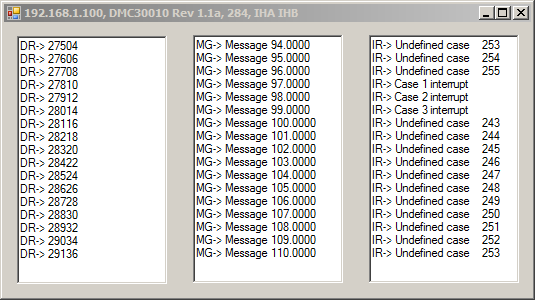 192.168.1.100, DMC30010 Rev 1.1a, 284, IHA IHB
DR-> 27504
DR-> 27606
DR-> 27708
DR-> 27810
DR-> 27912
DR-> 28014
DR-> 28116
DR-> 28218
DR-> 28320
DR-> 28422
DR-> 28524
DR-> 28626
DR-> 28728
DR-> 28830
DR-> 28932
DR-> 29034
DR-> 29136
MG-> Message 94.0000
MG-> Message 95.0000
MG-> Message 96.0000
MG-> Message 97.0000
MG-> Message 98.0000
MG-> Message 99.0000
MG-> Message 100.0000
MG-> Message 101.0000
MG-> Message 102.0000
MG-> Message 103.0000
MG-> Message 104.0000
MG-> Message 105.0000
MG-> Message 106.0000
MG-> Message 107.0000
MG-> Message 108.0000
MG-> Message 109.0000
MG-> Message 110.0000
IR-> Undefined case 253
IR-> Undefined case 254
IR-> Undefined case 255
IR-> Case 1 interrupt
IR-> Case 2 interrupt
IR-> Case 3 interrupt
IR-> Undefined case 243
IR-> Undefined case 244
IR-> Undefined case 245
IR-> Undefined case 246
IR-> Undefined case 247
IR-> Undefined case 248
IR-> Undefined case 249
IR-> Undefined case 250
IR-> Undefined case 251
IR-> Undefined case 252
IR-> Undefined case 253